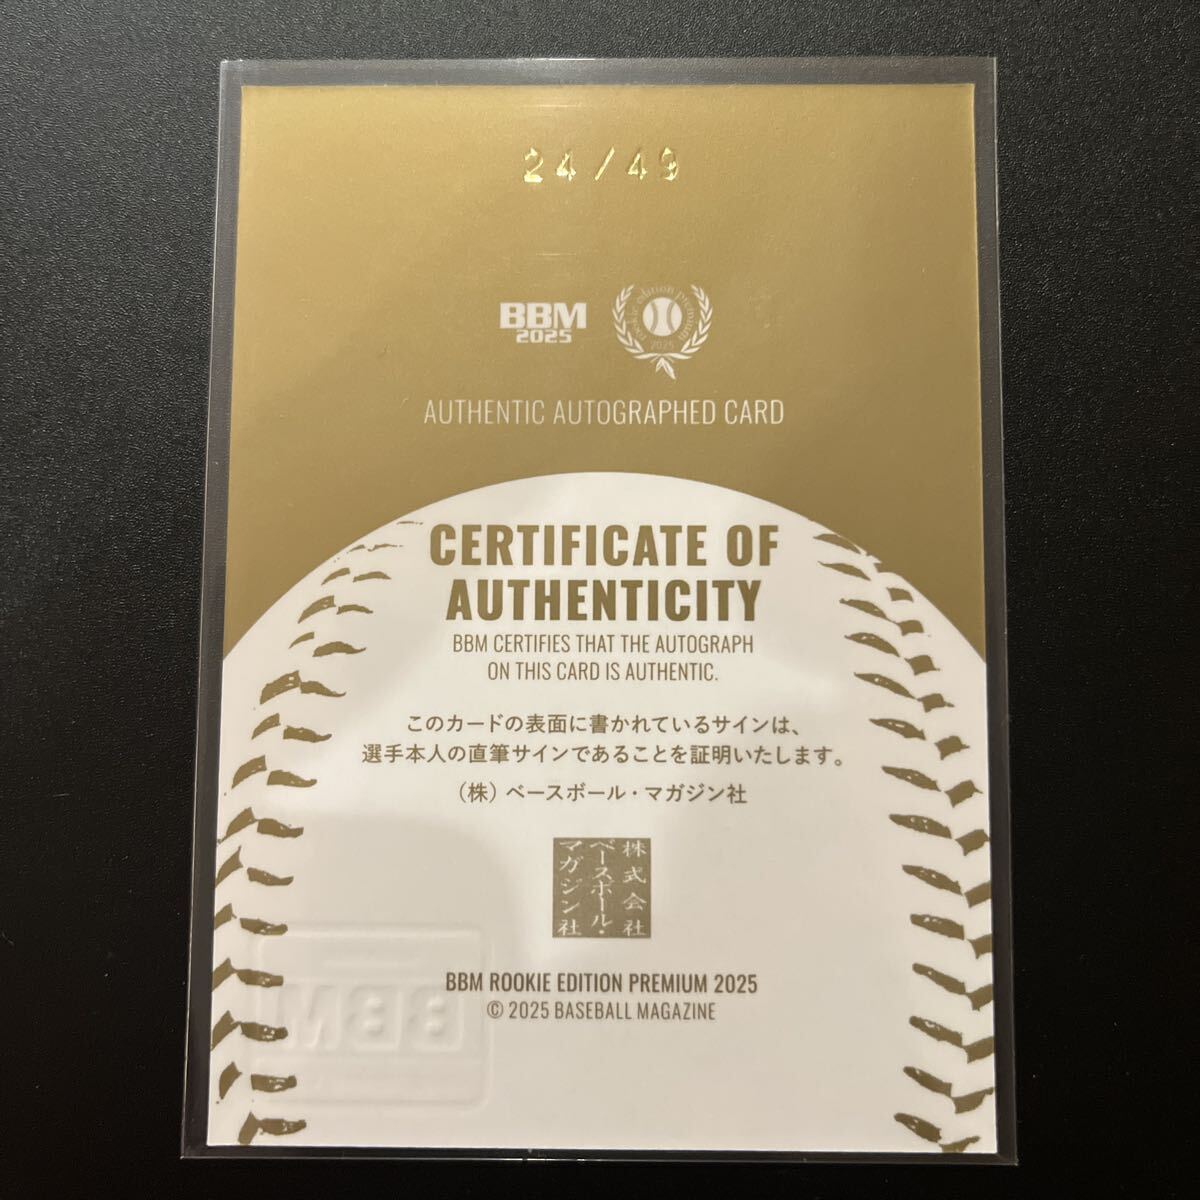 24/49
BBM
2025
rookie edition premium
2025
AUTHENTIC AUTOGRAPHED CARD
CERTIFICATE OF
AUTHENTICITY
BBM CERTIFIES THAT THE AUTOGRAPH
ON THIS CARD IS AUTHENTIC.
このカードの表面に書かれているサインは、
選手本人の直筆サインであることを証明いたします。
（株）ベースボール・マガジン社
株式会社
ベースボール・
マガジン社
BBM ROOKIE EDITION PREMIUM 2025
© 2025 BASEBALL MAGAZINE
BBM